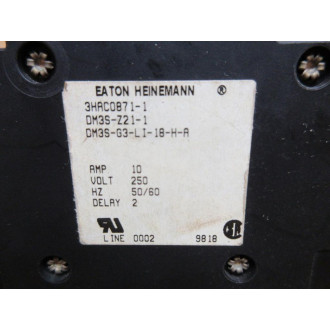 EATON HEINEMANN ®
3HAC0871-1
DM3S-Z21-1
DM3S-G3-LI-18-H-A
AMP 10
VOLT 250
HZ 50/60
DELAY 2
LINE 0002 9818